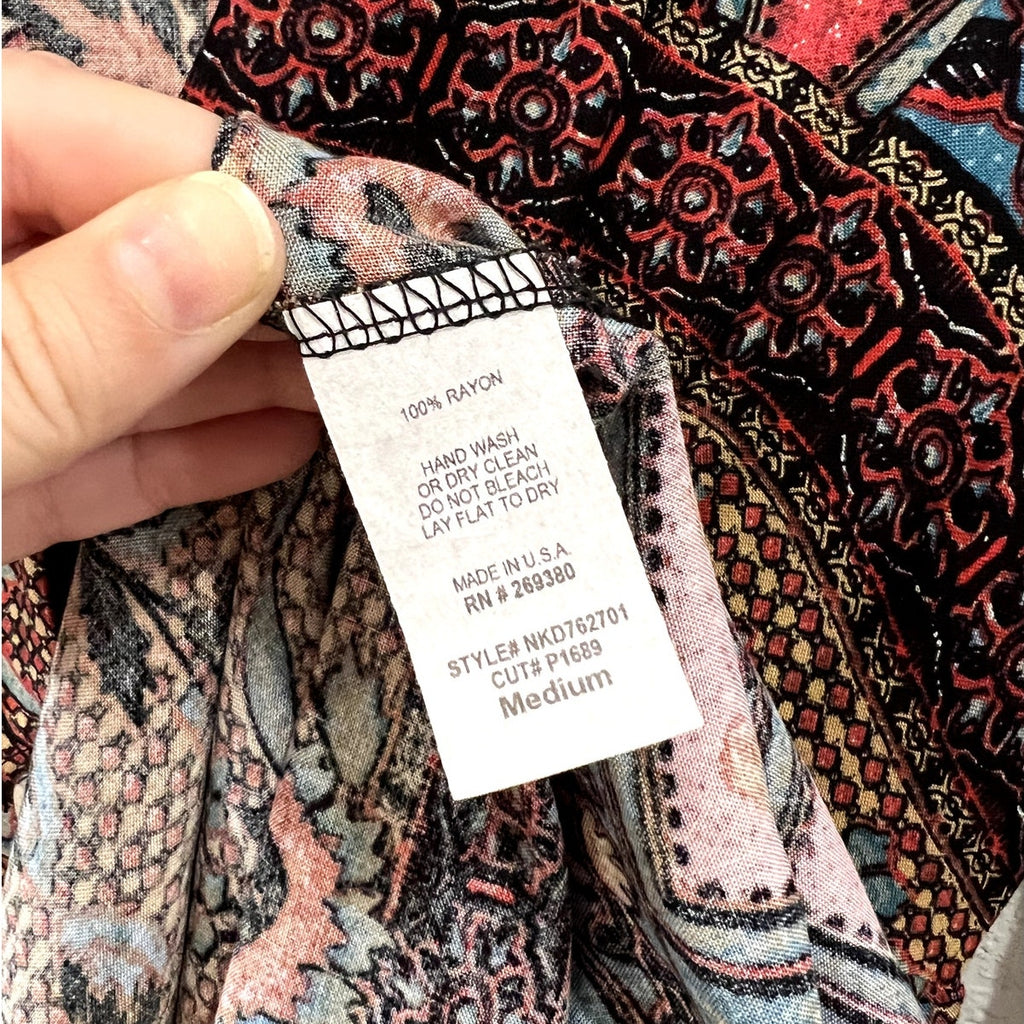 100% RAYON
HAND WASH
OR DRY CLEAN
DO NOT BLEACH
LAY FLAT TO DRY
MADE IN U.S.A.
RN # 269380
STYLE# NKD762701
CUT# P1689
Medium